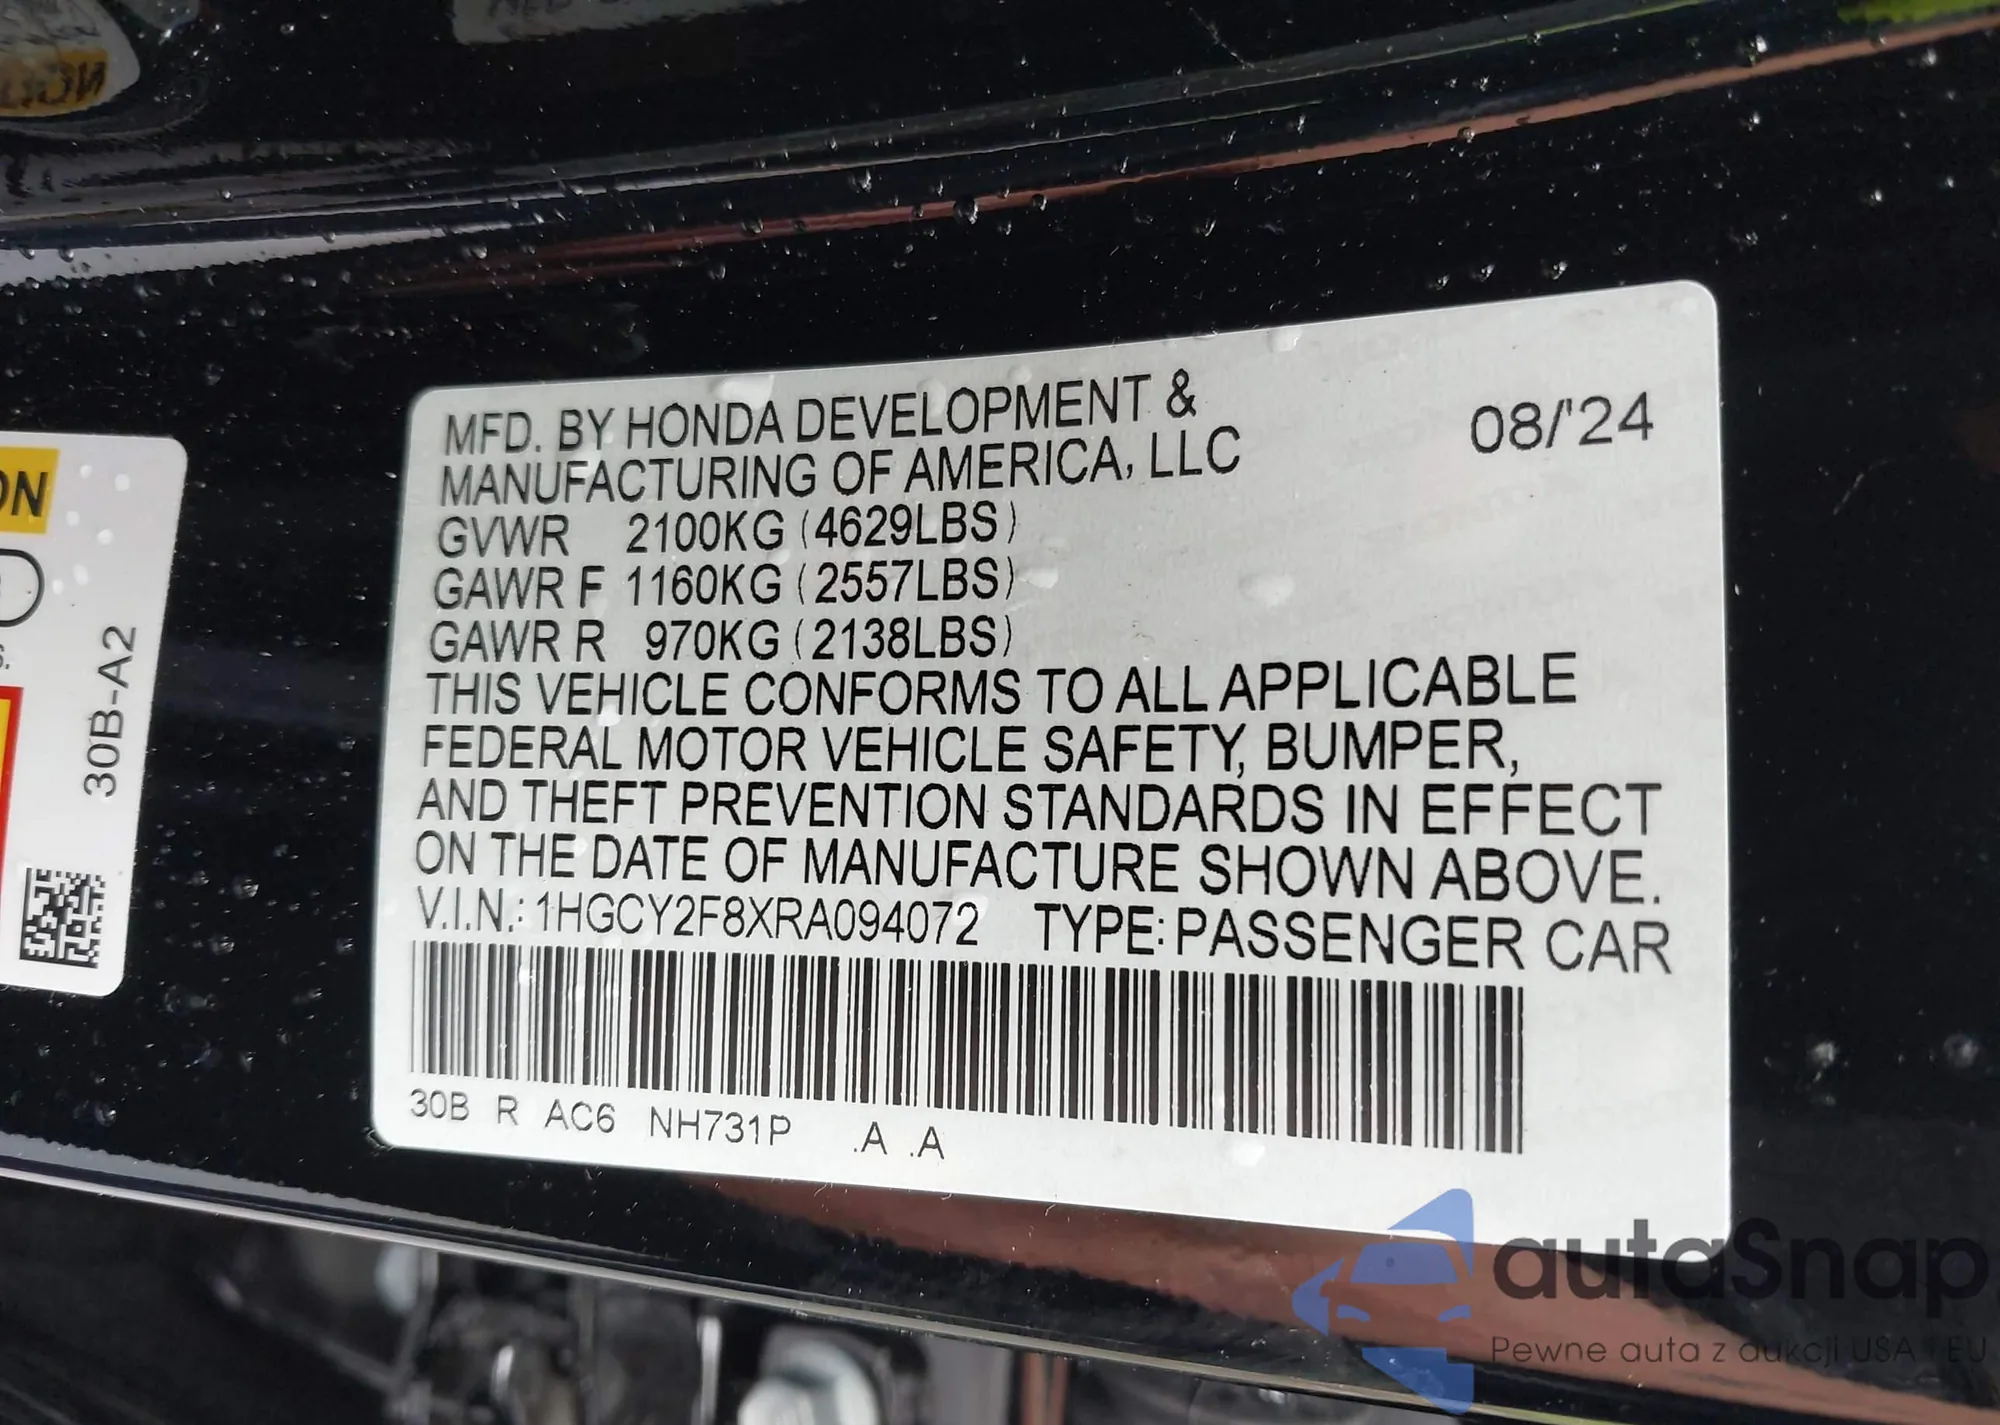 ON
30B-A2
MFD. BY HONDA DEVELOPMENT &
MANUFACTURING OF AMERICA, LLC
08/'24
GVWR 2100KG (4629LBS)
GAWR F 1160KG (2557LBS)
GAWR R 970KG (2138LBS)
THIS VEHICLE CONFORMS TO ALL APPLICABLE
FEDERAL MOTOR VEHICLE SAFETY, BUMPER,
AND THEFT PREVENTION STANDARDS IN EFFECT
ON THE DATE OF MANUFACTURE SHOWN ABOVE.
V.I.N.: 1HGCY2F8XRA094072 TYPE: PASSENGER CAR
30B R AC6 NH731P .A .A
autaSnap
Pewne auta z aukcji USA i EU